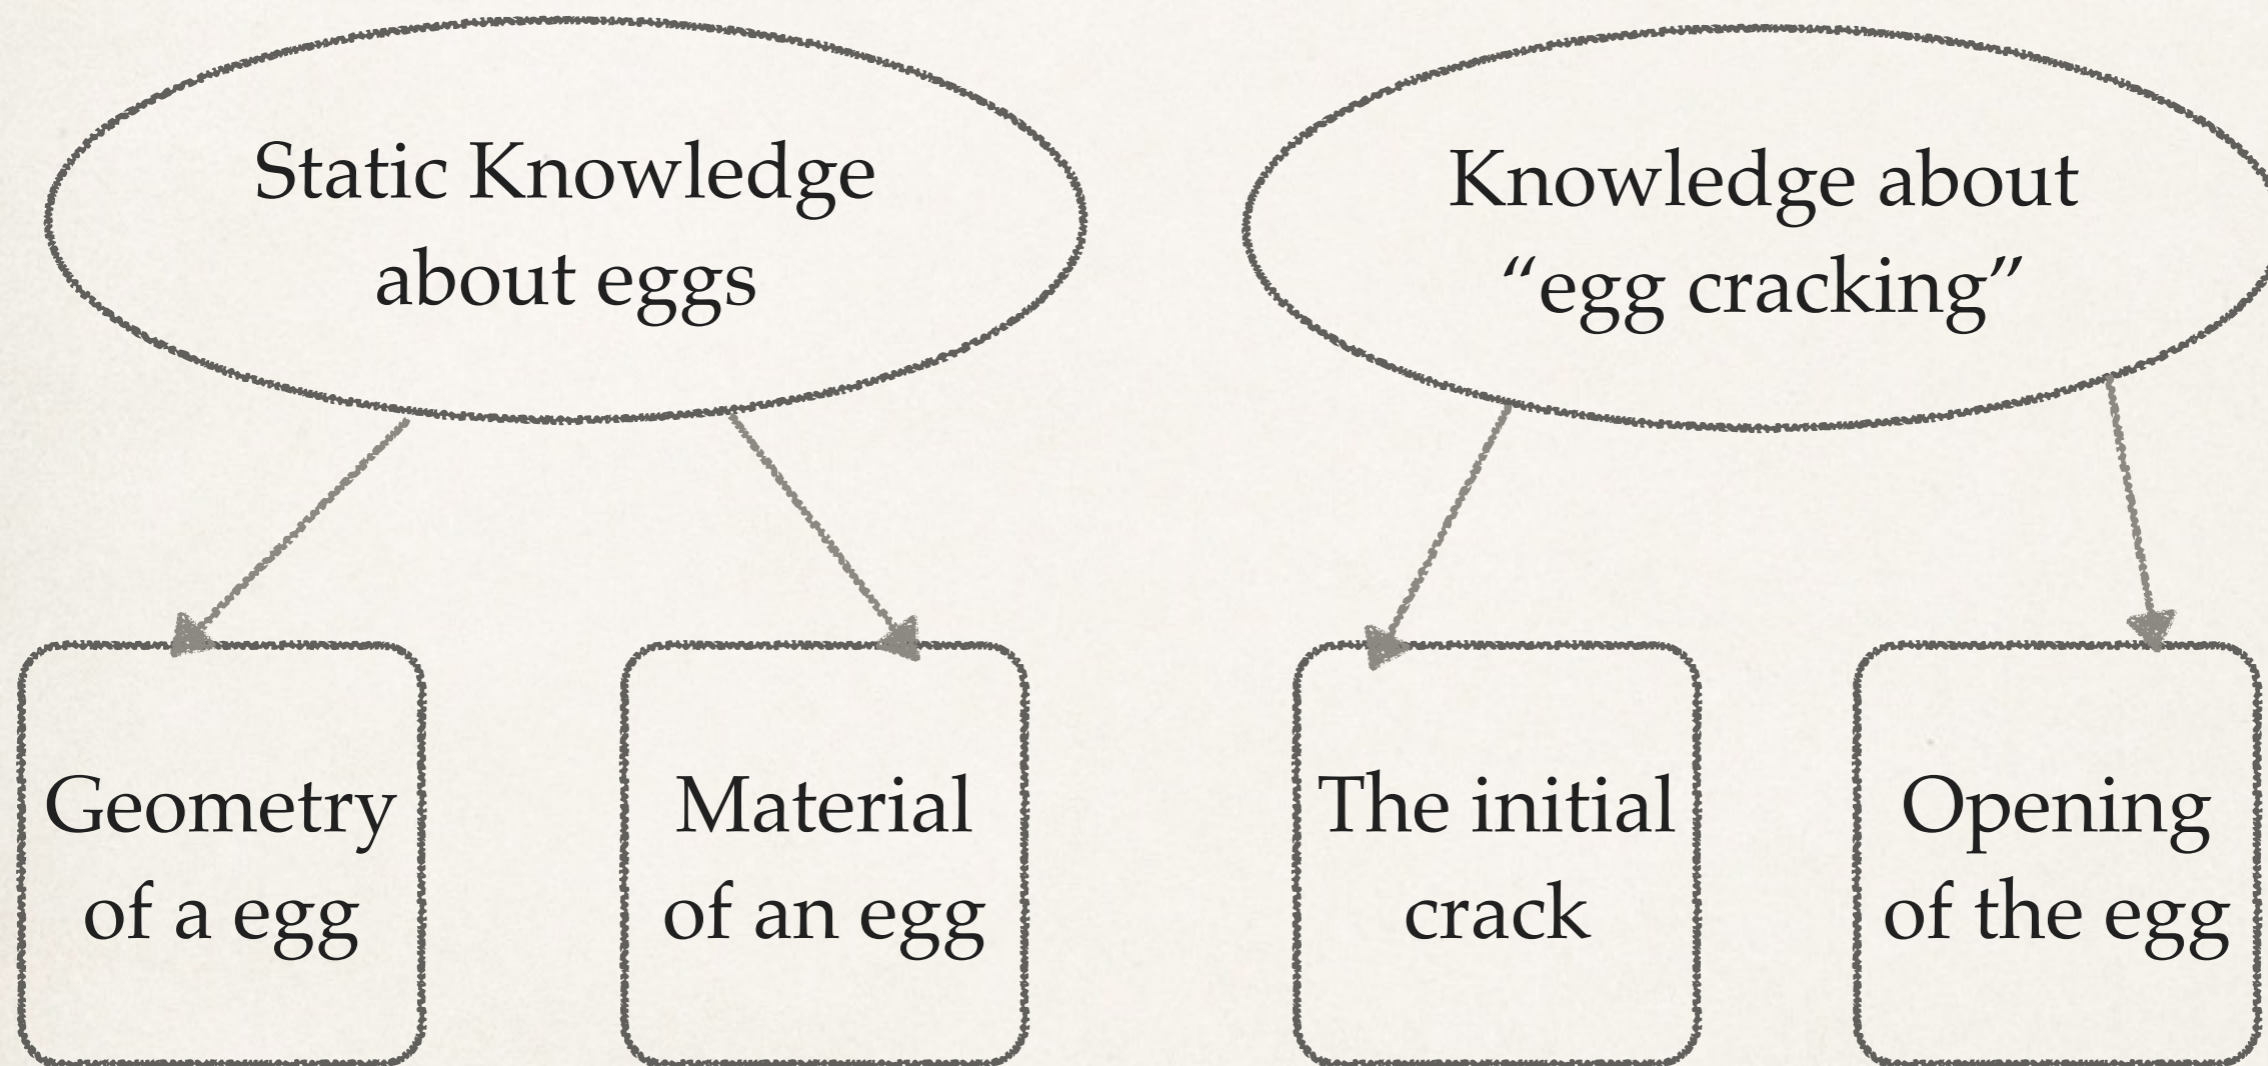 Static Knowledge
about eggs
Knowledge about
“egg cracking”
Geometry
of a egg
Material
of an egg
The initial
crack
Opening
of the egg